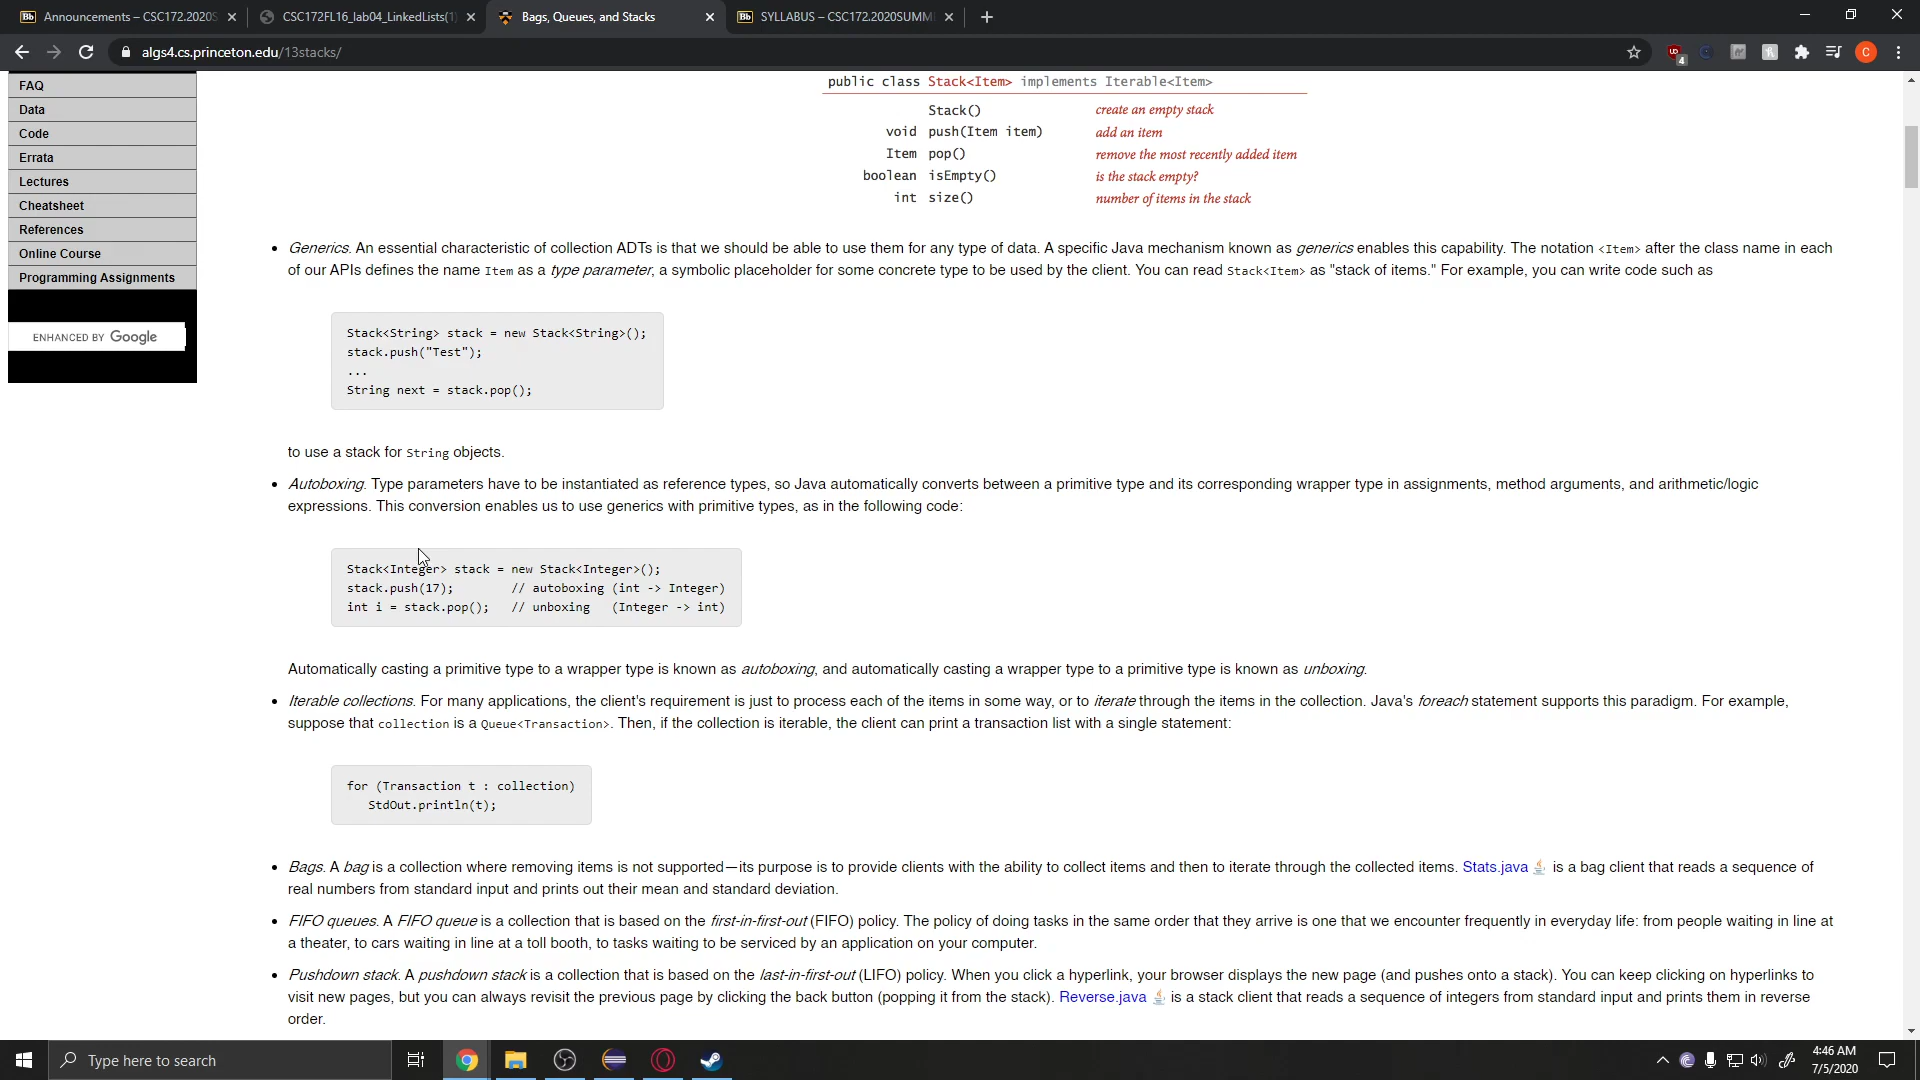 Announcements – CSC172.2020S
CSC172FL16_lab04_LinkedLists(1)
Bags, Queues, and Stacks
SYLLABUS – CSC172.2020SUMM
algs4.cs.princeton.edu/13stacks/
4
C
FAQ
Data
Code
Errata
Lectures
Cheatsheet
References
Online Course
Programming Assignments
ENHANCED BY Google
public class Stack<Item> implements Iterable<Item>
Stack() create an empty stack
void push(Item item) add an item
Item pop() remove the most recently added item
boolean isEmpty() is the stack empty?
int size() number of items in the stack
• Generics. An essential characteristic of collection ADTs is that we should be able to use them for any type of data. A specific Java mechanism known as generics enables this capability. The notation <Item> after the class name in each
of our APIs defines the name Item as a type parameter, a symbolic placeholder for some concrete type to be used by the client. You can read Stack<Item> as "stack of items." For example, you can write code such as
Stack<String> stack = new Stack<String>();
stack.push("Test");
...
String next = stack.pop();
to use a stack for String objects.
• Autoboxing. Type parameters have to be instantiated as reference types, so Java automatically converts between a primitive type and its corresponding wrapper type in assignments, method arguments, and arithmetic/logic
expressions. This conversion enables us to use generics with primitive types, as in the following code:
Stack<Integer> stack = new Stack<Integer>();
stack.push(17); // autoboxing (int -> Integer)
int i = stack.pop(); // unboxing (Integer -> int)
Automatically casting a primitive type to a wrapper type is known as autoboxing, and automatically casting a wrapper type to a primitive type is known as unboxing.
• Iterable collections. For many applications, the client's requirement is just to process each of the items in some way, or to iterate through the items in the collection. Java's foreach statement supports this paradigm. For example,
suppose that collection is a Queue<Transaction>. Then, if the collection is iterable, the client can print a transaction list with a single statement:
for (Transaction t : collection)
StdOut.println(t);
• Bags. A bag is a collection where removing items is not supported—its purpose is to provide clients with the ability to collect items and then to iterate through the collected items. Stats.java is a bag client that reads a sequence of
real numbers from standard input and prints out their mean and standard deviation.
• FIFO queues. A FIFO queue is a collection that is based on the first-in-first-out (FIFO) policy. The policy of doing tasks in the same order that they arrive is one that we encounter frequently in everyday life: from people waiting in line at
a theater, to cars waiting in line at a toll booth, to tasks waiting to be serviced by an application on your computer.
• Pushdown stack. A pushdown stack is a collection that is based on the last-in-first-out (LIFO) policy. When you click a hyperlink, your browser displays the new page (and pushes onto a stack). You can keep clicking on hyperlinks to
visit new pages, but you can always revisit the previous page by clicking the back button (popping it from the stack). Reverse.java is a stack client that reads a sequence of integers from standard input and prints them in reverse
order.
Type here to search
4:46 AM
7/5/2020